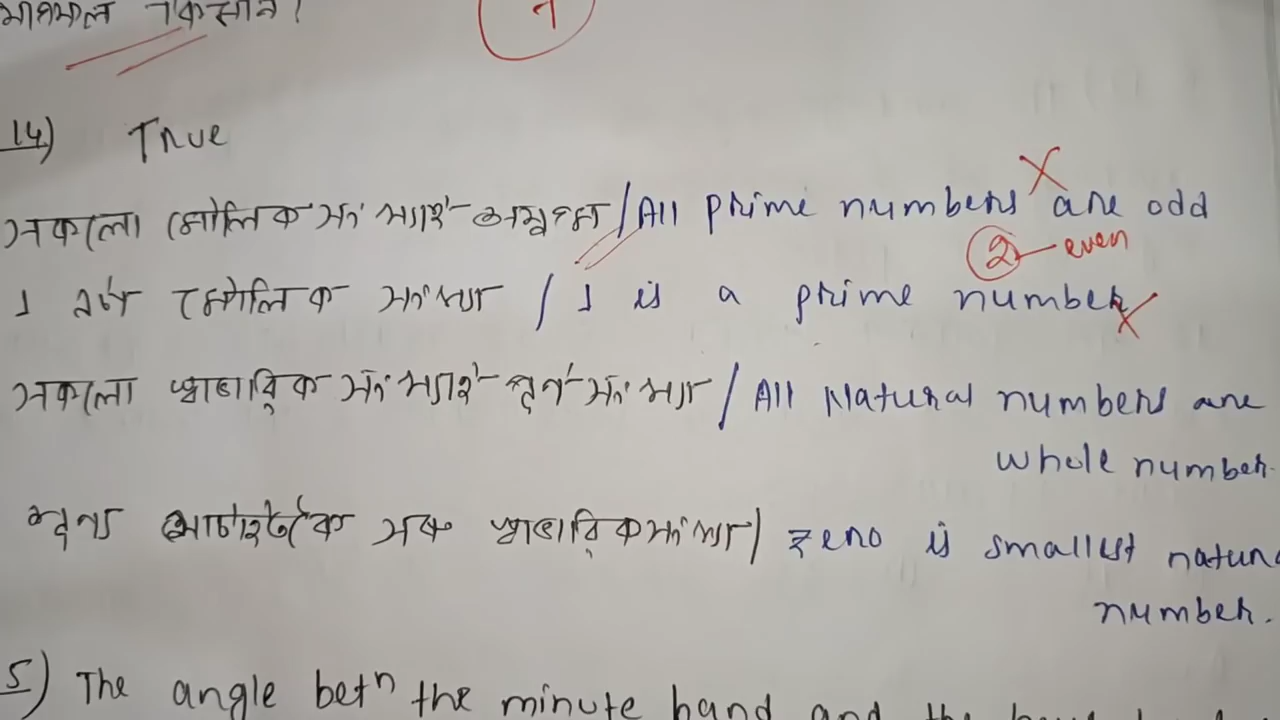 14) True
সকলো মৌলিক সংখ্যাই অযুগ্ম / All prime numbers are odd
2 even
1 এটা মৌলিক সংখ্যা / 1 is a prime number
সকলো স্বাভাৱিক সংখ্যাই পূৰ্ণ সংখ্যা / All Natural numbers are
whole number.
শূন্য আটাইতকৈ সৰু স্বাভাৱিক সংখ্যা / zero is smallest
number.
5) The angle betn the minute hand and the